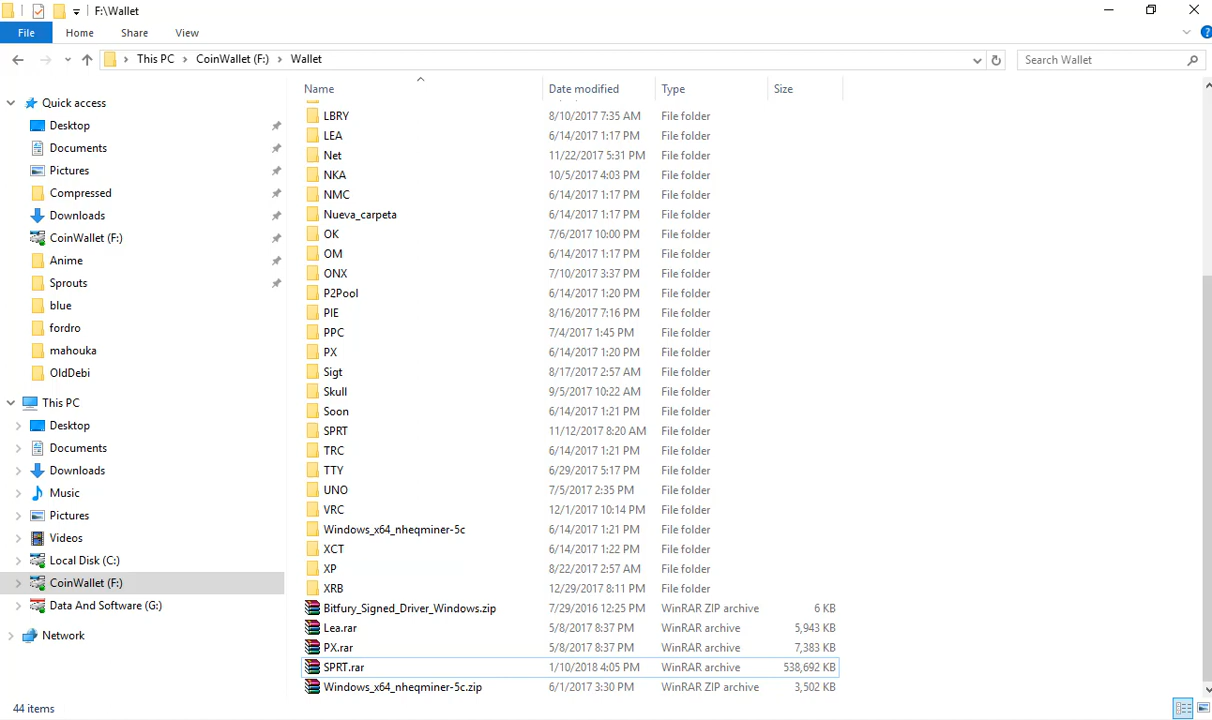 F:\Wallet
File Home Share View
This PC CoinWallet (F:) Wallet Search Wallet
Quick access
Desktop
Documents
Pictures
Compressed
Downloads
CoinWallet (F:)
Anime
Sprouts
blue
fordro
mahouka
OldDebi
This PC
Desktop
Documents
Downloads
Music
Pictures
Videos
Local Disk (C:)
CoinWallet (F:)
Data And Software (G:)
Network
Name Date modified Type Size
LBRY 8/10/2017 7:35 AM File folder
LEA 6/14/2017 1:17 PM File folder
Net 11/22/2017 5:31 PM File folder
NKA 10/5/2017 4:03 PM File folder
NMC 6/14/2017 1:17 PM File folder
Nueva_carpeta 6/14/2017 1:17 PM File folder
OK 7/6/2017 10:00 PM File folder
OM 6/14/2017 1:17 PM File folder
ONX 7/10/2017 3:37 PM File folder
P2Pool 6/14/2017 1:20 PM File folder
PIE 8/16/2017 7:16 PM File folder
PPC 7/4/2017 1:45 PM File folder
PX 6/14/2017 1:20 PM File folder
Sigt 8/17/2017 2:57 AM File folder
Skull 9/5/2017 10:22 AM File folder
Soon 6/14/2017 1:21 PM File folder
SPRT 11/12/2017 8:20 AM File folder
TRC 6/14/2017 1:21 PM File folder
TTY 6/29/2017 5:17 PM File folder
UNO 7/5/2017 2:35 PM File folder
VRC 12/1/2017 10:14 PM File folder
Windows_x64_nheqminer-5c 6/14/2017 1:21 PM File folder
XCT 6/14/2017 1:22 PM File folder
XP 8/22/2017 2:57 AM File folder
XRB 12/29/2017 8:11 PM File folder
Bitfury_Signed_Driver_Windows.zip 7/29/2016 12:25 PM WinRAR ZIP archive 6 KB
Lea.rar 5/8/2017 8:37 PM WinRAR archive 5,943 KB
PX.rar 5/8/2017 8:37 PM WinRAR archive 7,383 KB
SPRT.rar 1/10/2018 4:05 PM WinRAR archive 538,692 KB
Windows_x64_nheqminer-5c.zip 6/1/2017 3:30 PM WinRAR ZIP archive 3,502 KB
44 items